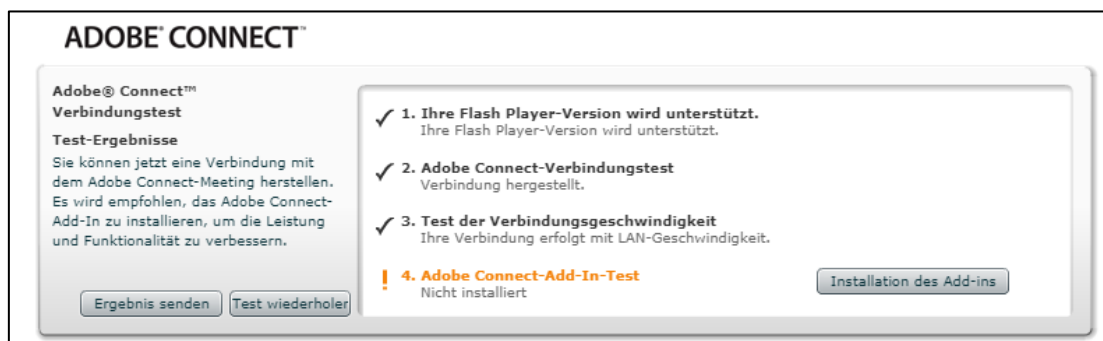 ADOBE® CONNECT™
Adobe® Connect™
Verbindungstest
Test-Ergebnisse
Sie können jetzt eine Verbindung mit
dem Adobe Connect-Meeting herstellen.
Es wird empfohlen, das Adobe Connect-
Add-In zu installieren, um die Leistung
und Funktionalität zu verbessern.
Ergebnis senden
Test wiederholer
1. Ihre Flash Player-Version wird unterstützt.
Ihre Flash Player-Version wird unterstützt.
2. Adobe Connect-Verbindungstest
Verbindung hergestellt.
3. Test der Verbindungsgeschwindigkeit
Ihre Verbindung erfolgt mit LAN-Geschwindigkeit.
! 4. Adobe Connect-Add-In-Test
Nicht installiert
Installation des Add-ins